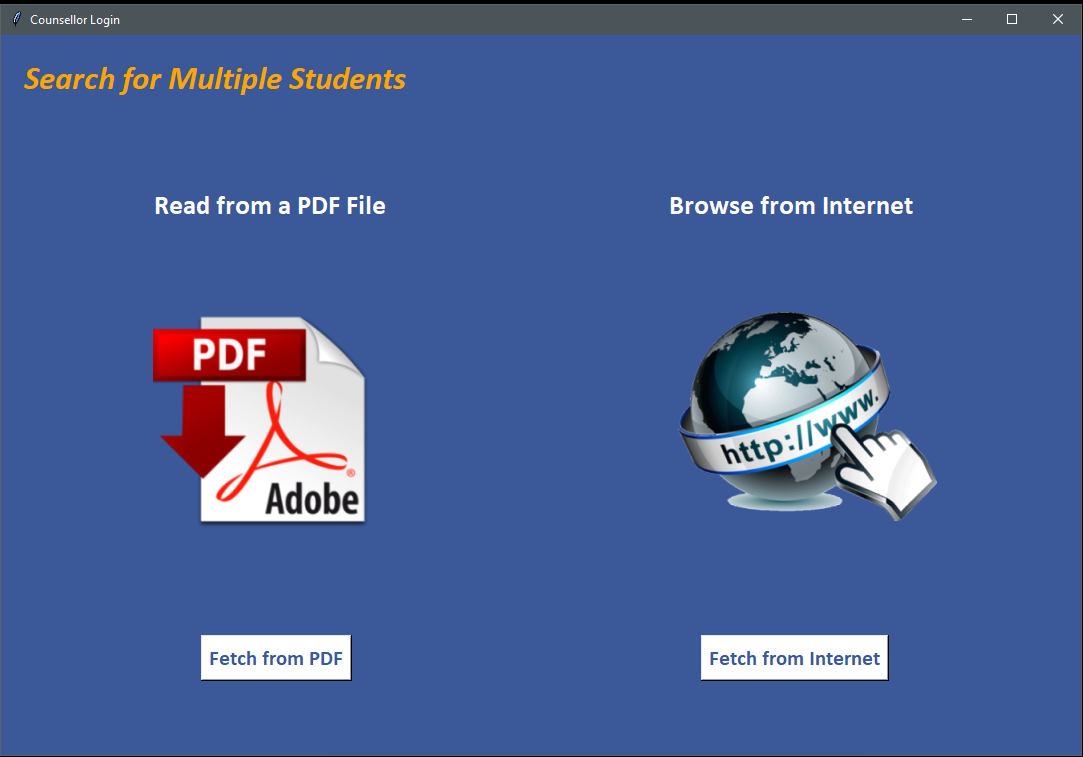 Counsellor Login
Search for Multiple Students
Read from a PDF File
Browse from Internet
PDF
Adobe
®
http://www.
Fetch from PDF
Fetch from Internet